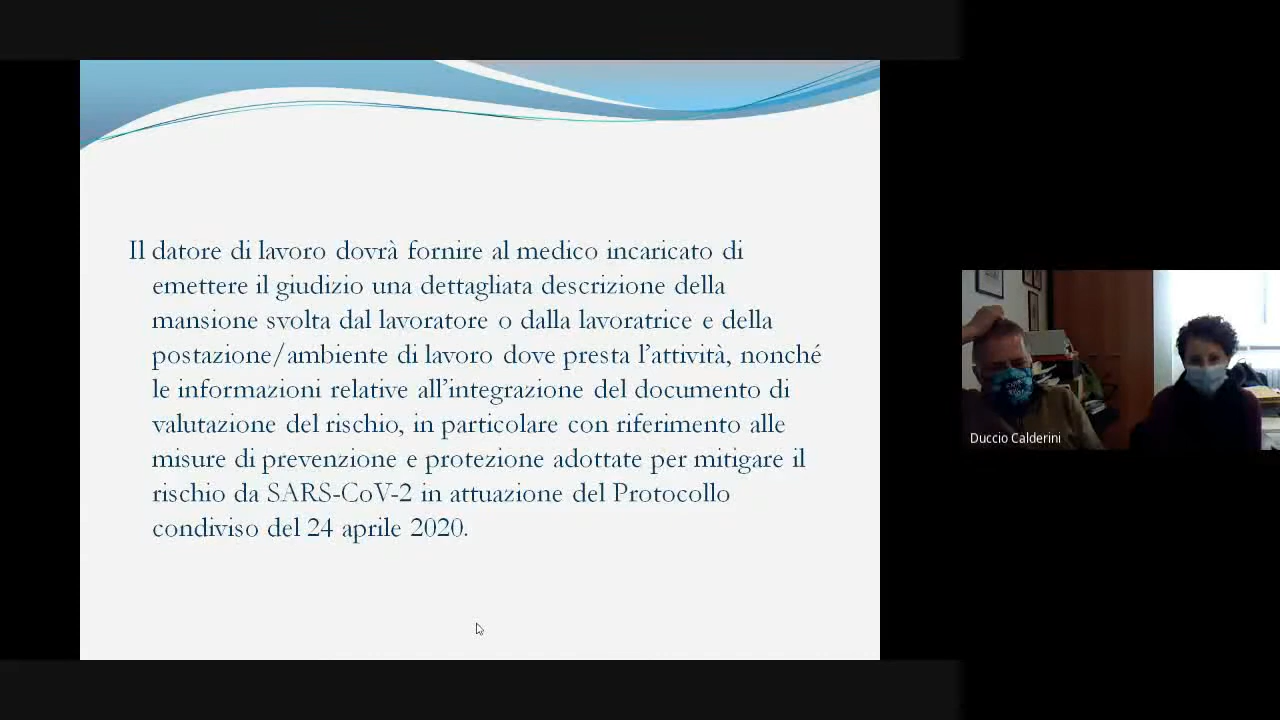 Il datore di lavoro dovrà fornire al medico incaricato di
emettere il giudizio una dettagliata descrizione della
mansione svolta dal lavoratore o dalla lavoratrice e della
postazione/ambiente di lavoro dove presta l'attività, nonché
le informazioni relative all'integrazione del documento di
valutazione del rischio, in particolare con riferimento alle
misure di prevenzione e protezione adottate per mitigare il
rischio da SARS-CoV-2 in attuazione del Protocollo
condiviso del 24 aprile 2020.
Duccio Calderini